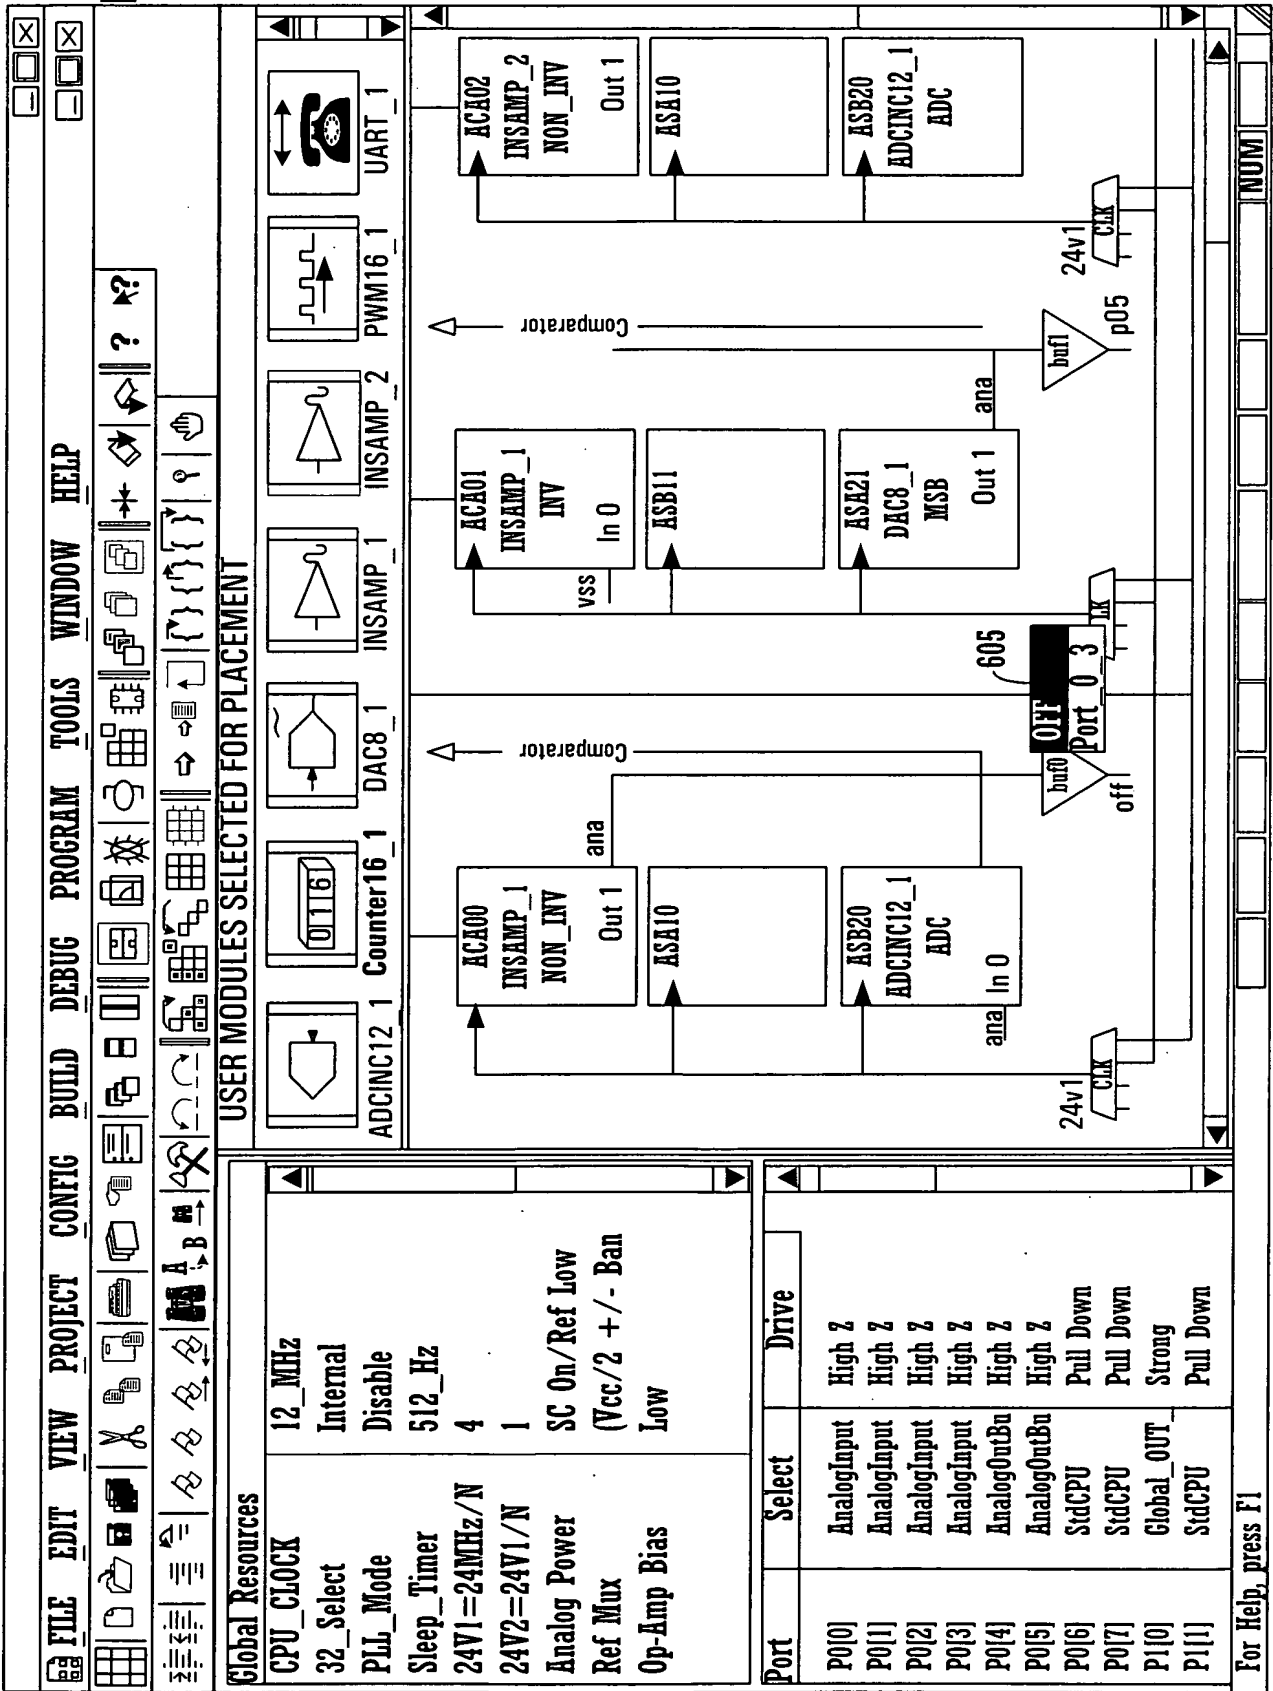 FILE EDIT VIEW PROJECT CONFIG BUILD DEBUG PROGRAM TOOLS WINDOW HELP
A
B
? ?
Global Resources
CPU_CLOCK 12_MHz
32_Select Internal
PLL_Mode Disable
Sleep_Timer 512_Hz
24V1=24MHz/N 4
24V2=24V1/N 1
Analog Power SC On/Ref Low
Ref Mux (Vcc/2 +/- Ban
Op-Amp Bias Low
Port Select Drive
P0[0] AnalogInput High Z
P0[1] AnalogInput High Z
P0[2] AnalogInput High Z
P0[3] AnalogInput High Z
P0[4] AnalogOutBu High Z
P0[5] AnalogOutBu High Z
P0[6] StdCPU Pull Down
P0[7] StdCPU Pull Down
P1[0] Global_OUT_ Strong
P1[1] StdCPU Pull Down
USER MODULES SELECTED FOR PLACEMENT
016
ADCINC12_1 Counter16_1 DAC8_1 INSAMP_1 INSAMP_2 PWM16_1 UART_1
ACA00
INSAMP_1
NON_INV
Out 1
ana
ASA10
ASB20
ADCINC12_1
ADC
In 0
ana
24v1
CLK
Comparator
buf0
off
OFF
Port_0_3
605
ACA01
INSAMP_1
INV
In 0
vss
ASB11
ASA21
DAC8_1
MSB
Out 1
ana
LK
Comparator
buf1
p05
ACA02
INSAMP_2
NON_INV
Out 1
ASA10
ASB20
ADCINC12_1
ADC
24v1
CLK
For Help, press F1 NUM